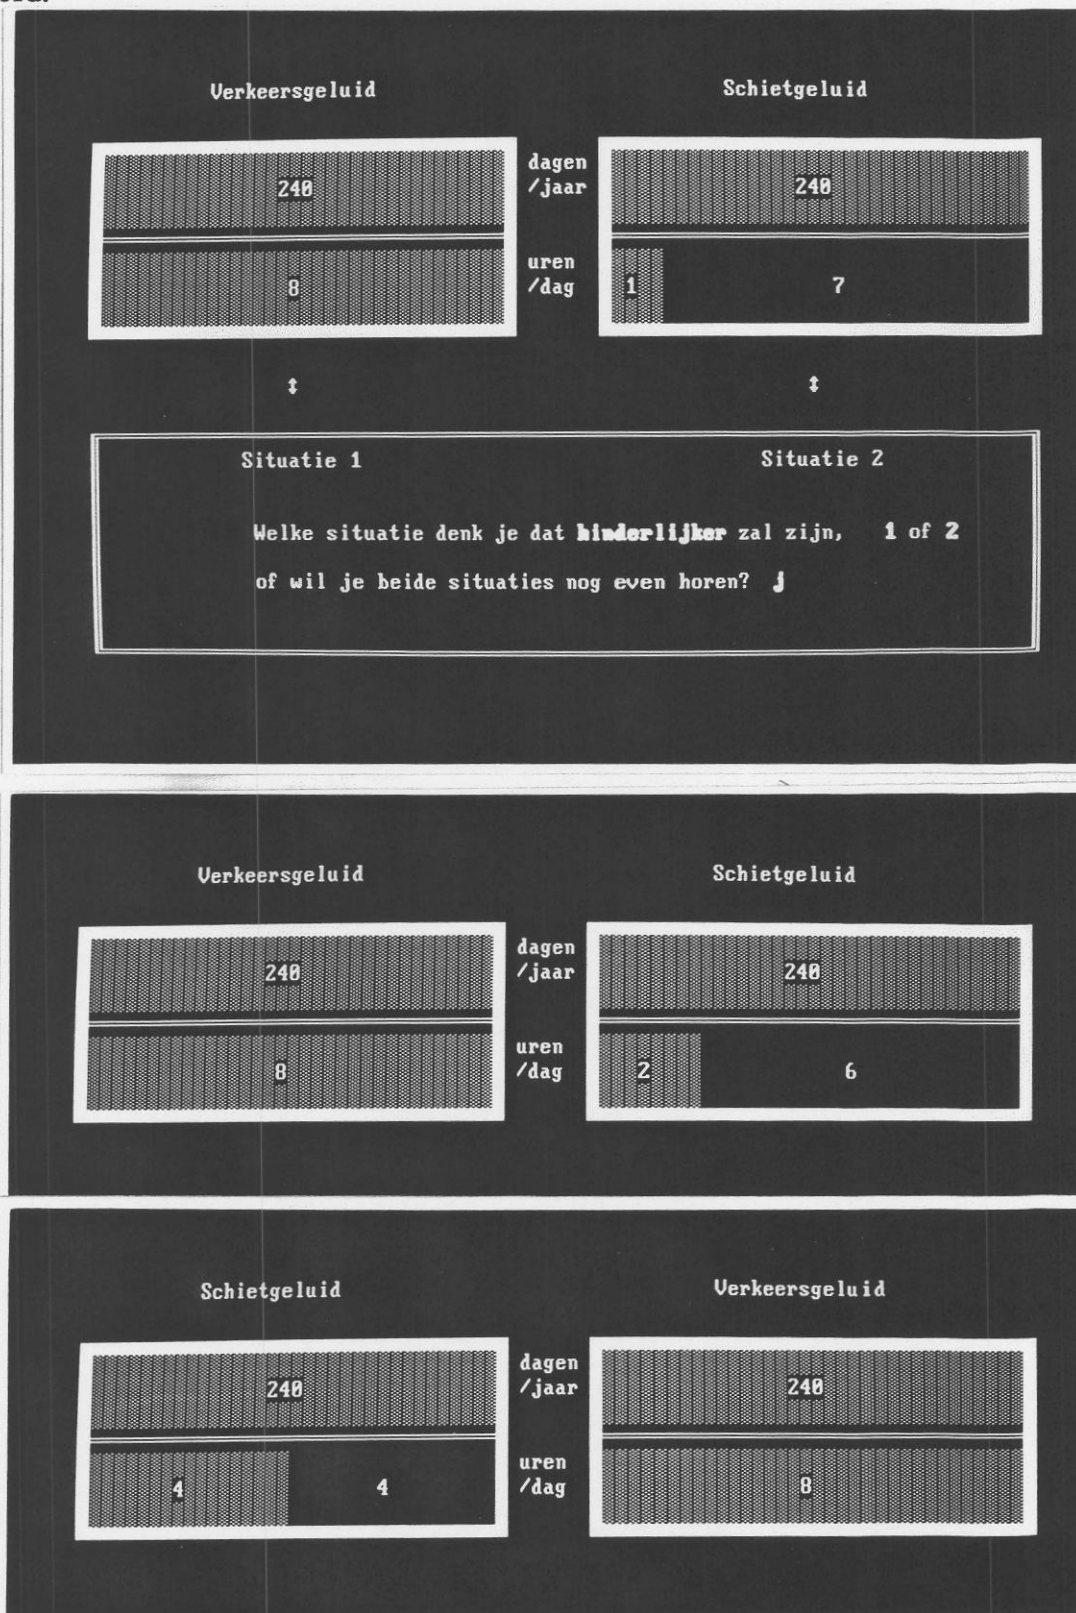 Verkeersgeluid Schietgeluid
240 dagen 240
/jaar
8 uren 1 7
/dag
Situatie 1 Situatie 2
Welke situatie denk je dat hinderlijker zal zijn, 1 of 2
of wil je beide situaties nog even horen? j
Verkeersgeluid Schietgeluid
240 dagen 240
/jaar
8 uren 2 6
/dag
Schietgeluid Verkeersgeluid
240 dagen 240
/jaar
4 4 uren 8
/dag